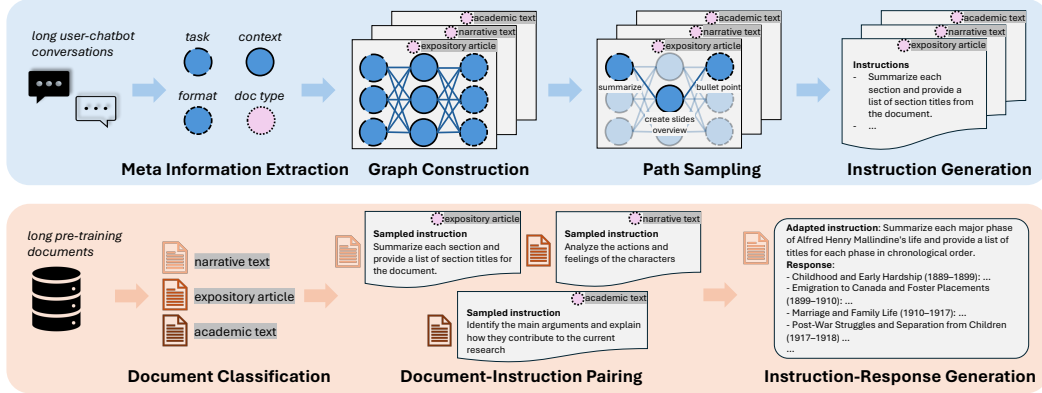 long user-chatbot
conversations
task
context
format
doc type
Meta Information Extraction
academic text
narrative text
expository article
Graph Construction
academic text
narrative text
expository article
summarize
bullet point
create slides
overview
Path Sampling
academic text
narrative text
expository article
Instructions
- Summarize each
section and provide a
list of section titles from
the document.
- ...
Instruction Generation
long pre-training
documents
narrative text
expository article
academic text
Document Classification
expository article
Sampled instruction
Summarize each section and
provide a list of section titles for
the document.
narrative text
Sampled instruction
Analyze the actions and
feelings of the characters
academic text
Sampled instruction
Identify the main arguments and explain
how they contribute to the current
research
Document-Instruction Pairing
Adapted instruction: Summarize each major phase
of Alfred Henry Mallindine's life and provide a list of
titles for each phase in chronological order.
Response:
- Childhood and Early Hardship (1889–1899): ...
- Emigration to Canada and Foster Placements
(1899–1910): ...
- Marriage and Family Life (1910–1917): ...
- Post-War Struggles and Separation from Children
(1917–1918) ...
...
Instruction-Response Generation